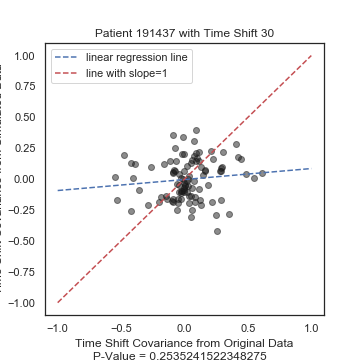 Patient 191437 with Time Shift 30
linear regression line
line with slope=1
1.00
0.75
0.50
0.25
0.00
−0.25
−0.50
−0.75
−1.00
−1.0 −0.5 0.0 0.5 1.0
Time Shift Covariance from Original Data
P-Value = 0.2535241522348275